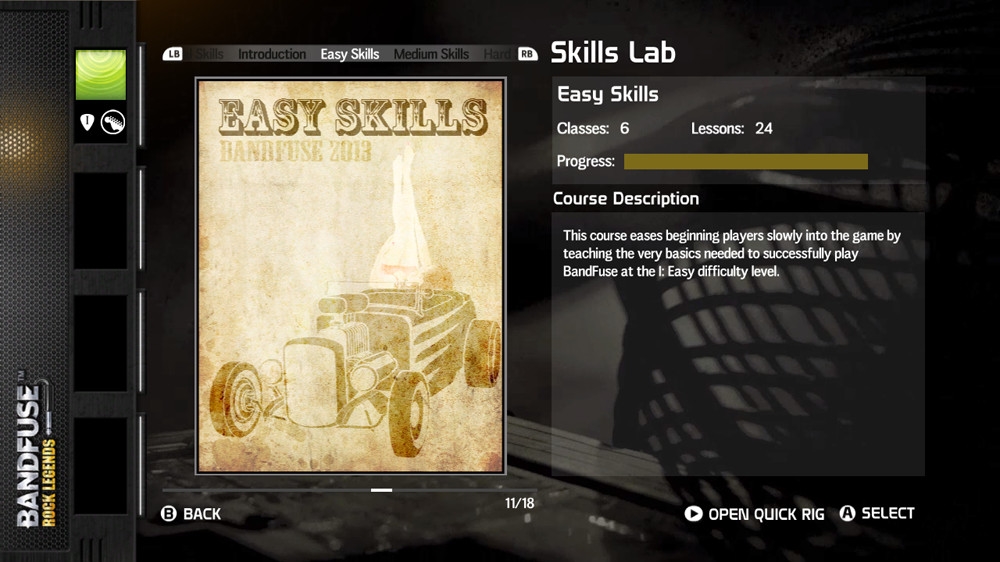 LB Skills Introduction Easy Skills Medium Skills Hard RB
Skills Lab
EASY SKILLS
BANDFUSE 2013
Easy Skills
Classes: 6 Lessons: 24
Progress:
Course Description
This course eases beginning players slowly into the game by
teaching the very basics needed to successfully play
BandFuse at the I: Easy difficulty level.
I
BANDFUSE™
ROCK LEGENDS
11/18
B BACK
OPEN QUICK RIG A SELECT